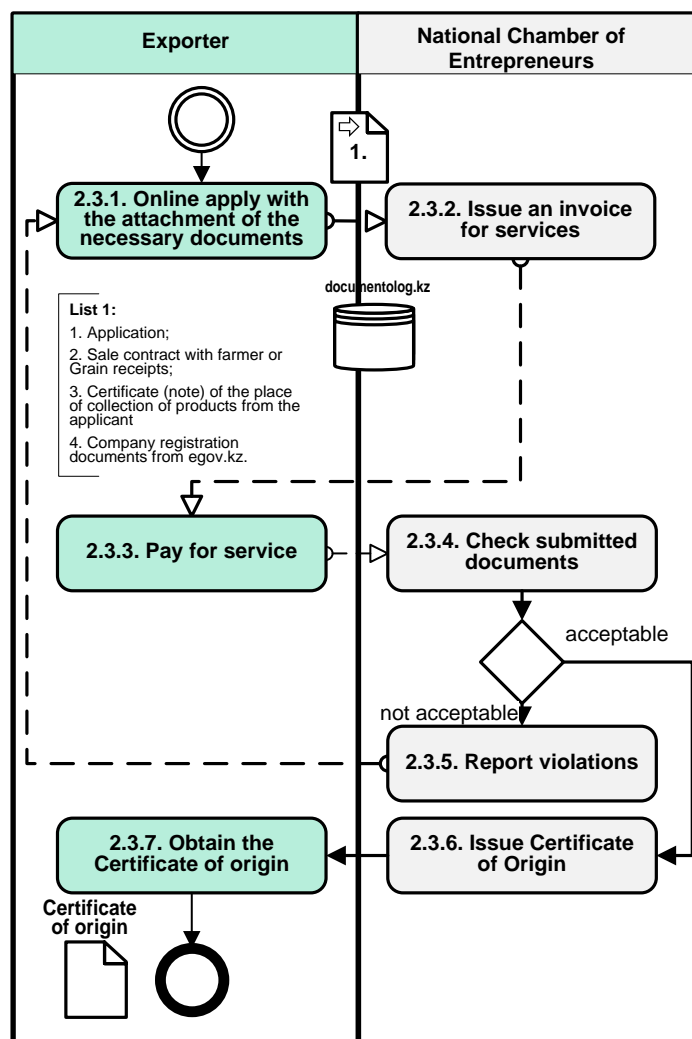 Exporter
National Chamber of
Entrepreneurs
1.
2.3.1. Online apply with
the attachment of the
necessary documents
2.3.2. Issue an invoice
for services
documentolog.kz
List 1:
1. Application;
2. Sale contract with farmer or
Grain receipts;
3. Certificate (note) of the place
of collection of products from the
applicant
4. Company registration
documents from egov.kz.
2.3.3. Pay for service
2.3.4. Check submitted
documents
acceptable
not acceptable
2.3.5. Report violations
2.3.7. Obtain the
Certificate of origin
2.3.6. Issue Certificate
of Origin
Certificate
of origin